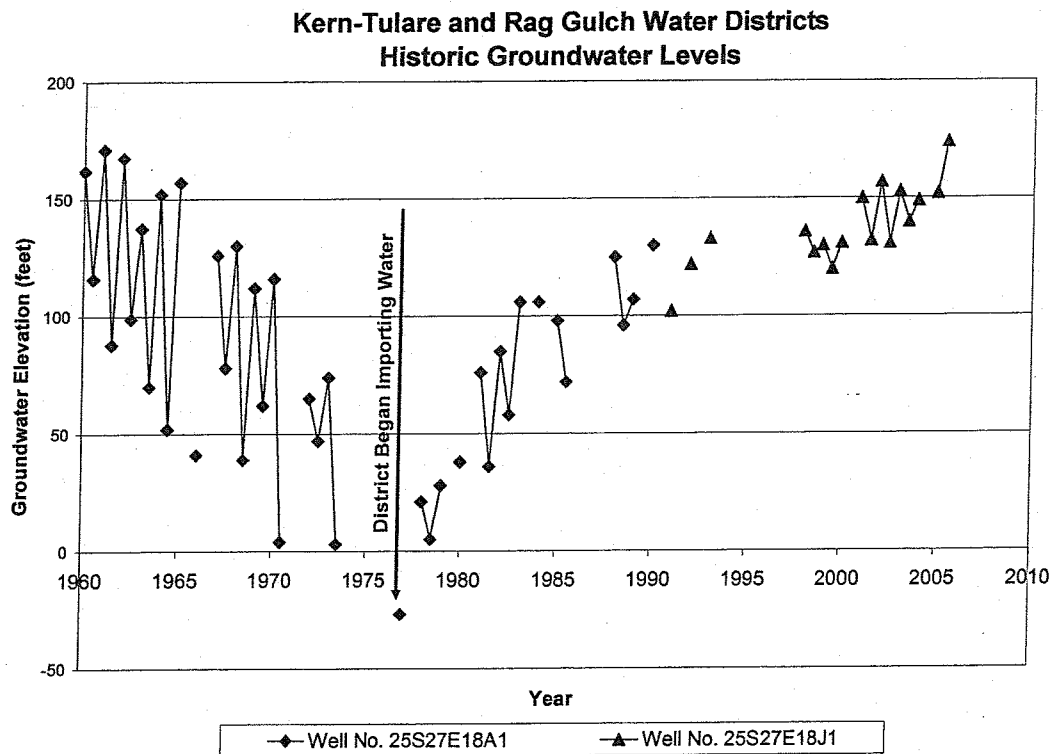 Kern-Tulare and Rag Gulch Water Districts
Historic Groundwater Levels
200
150
100
50
0
-50
Groundwater Elevation (feet)
District Began Importing Water
1960 1965 1970 1975 1980 1985 1990 1995 2000 2005 2010
Year
Well No. 25S27E18A1 Well No. 25S27E18J1